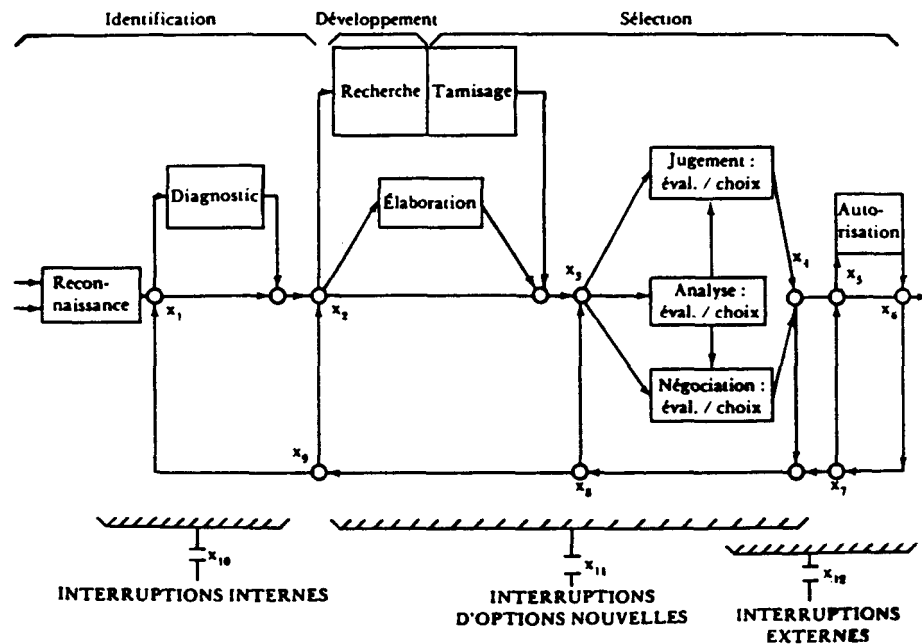 Identification
Développement
Sélection
Recherche
Tamisage
Jugement :
éval. / choix
Diagnostic
Élaboration
Auto-
risation
Recon-
naissance
x1
x2
x3
Analyse :
éval. / choix
x4
x5
x6
Négociation :
éval. / choix
x9
x8
x7
x10
x11
x12
INTERRUPTIONS INTERNES
INTERRUPTIONS
D'OPTIONS NOUVELLES
INTERRUPTIONS
EXTERNES